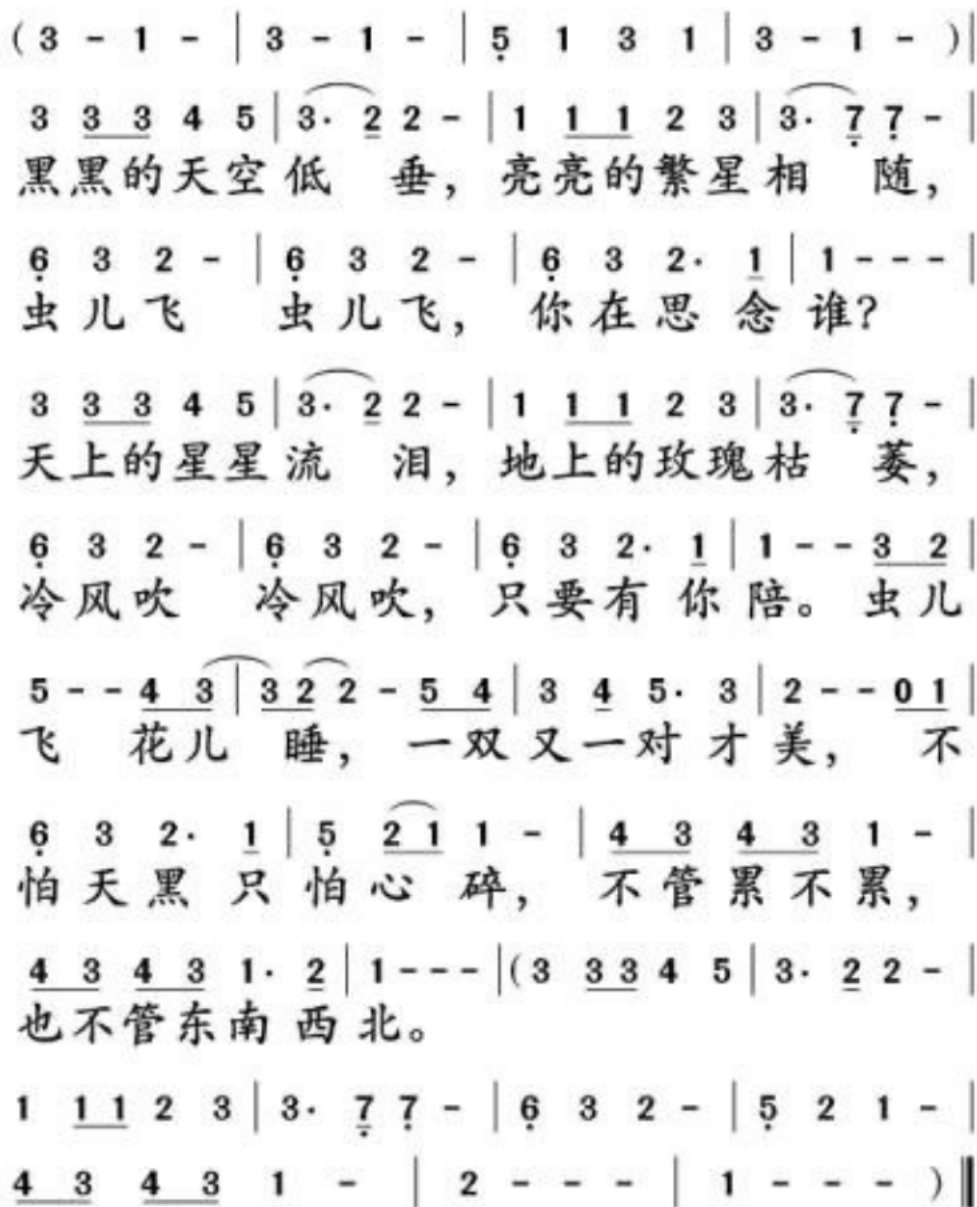 ( 3 - 1 - | 3 - 1 - | 5̣ 1 3 1 | 3 - 1 - )|
3 3 3 4 5 | 3· 2 2 - | 1 1 1 2 3 | 3· 7̣ 7̣ - |
黑黑的天空低 垂，亮亮的繁星相 随，
6̣ 3 2 - | 6̣ 3 2 - | 6̣ 3 2· 1 | 1 - - - |
虫儿飞 虫儿飞，你在思念谁？
3 3 3 4 5 | 3· 2 2 - | 1 1 1 2 3 | 3· 7̣ 7̣ - |
天上的星星流 泪，地上的玫瑰枯 萎，
6̣ 3 2 - | 6̣ 3 2 - | 6̣ 3 2· 1 | 1 - - 3 2 |
冷风吹 冷风吹，只要有你陪。虫儿
5 - - 4 3 | 3 2 2 - 5 4 | 3 4 5· 3 | 2 - - 0 1 |
飞 花儿 睡，一双又一对才美，不
6̣ 3 2· 1 | 5̣ 2 1 1 - | 4 3 4 3 1 - |
怕天黑只怕心 碎，不管累不累，
4 3 4 3 1· 2 | 1 - - - |( 3 3 3 4 5 | 3· 2 2 - |
也不管东南西北。
1 1 1 2 3 | 3· 7̣ 7̣ - | 6̣ 3 2 - | 5̣ 2 1 - |
4 3 4 3 1 - | 2 - - - | 1 - - - )‖